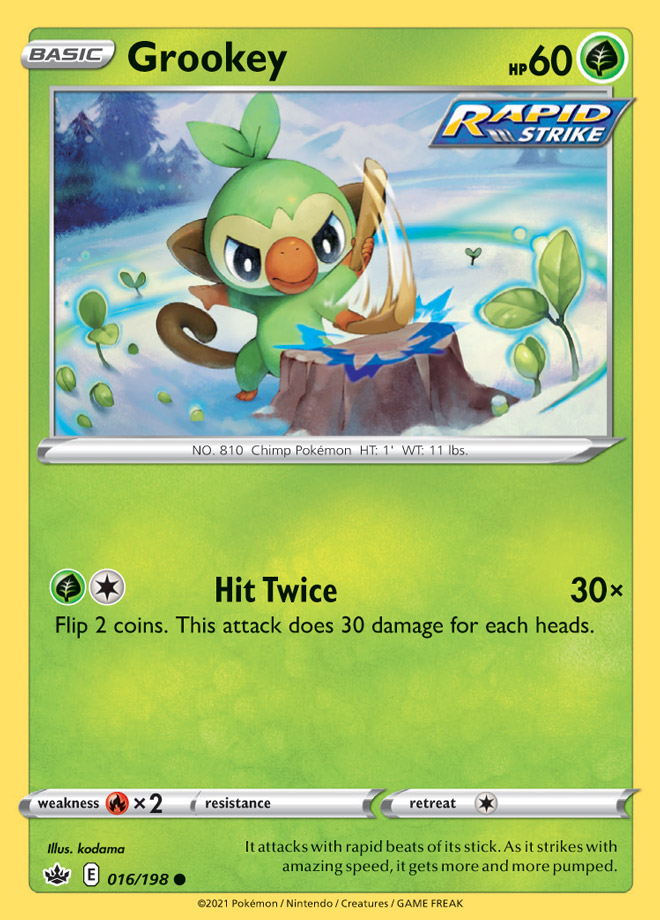 BASIC Grookey HP60
RAPID
STRIKE
NO. 810 Chimp Pokémon HT: 1' WT: 11 lbs.
Hit Twice 30×
Flip 2 coins. This attack does 30 damage for each heads.
weakness ×2 resistance retreat
Illus. kodama
It attacks with rapid beats of its stick. As it strikes with
amazing speed, it gets more and more pumped.
E 016/198
©2021 Pokémon / Nintendo / Creatures / GAME FREAK